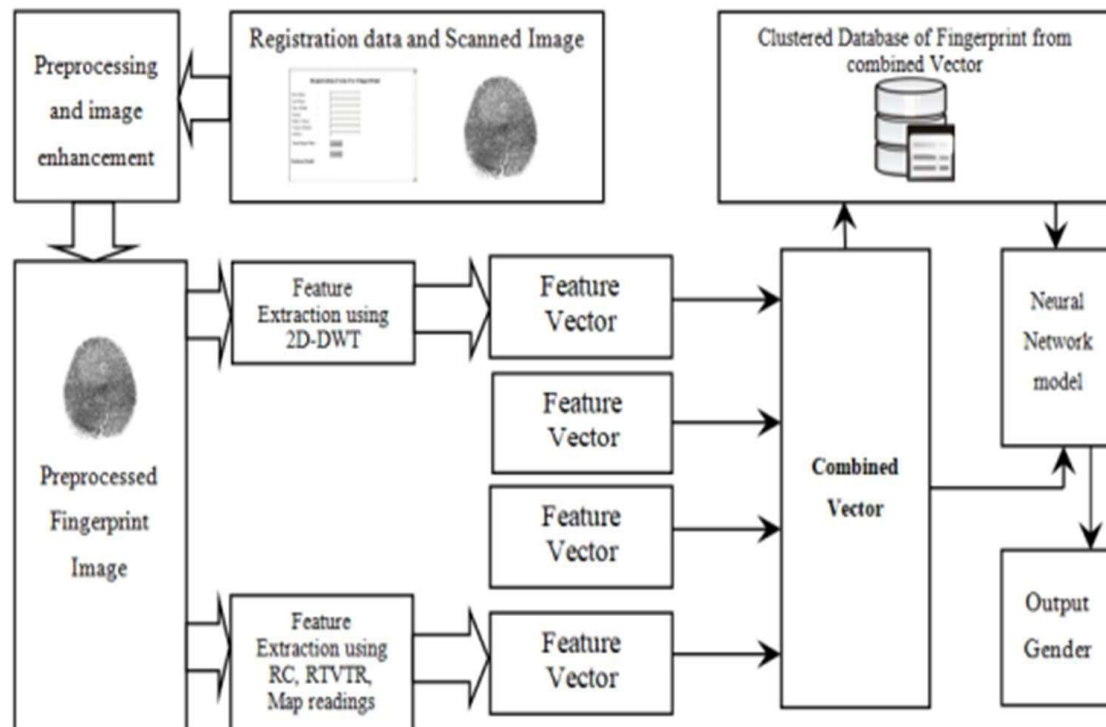 Preprocessing
and image
enhancement
Registration data and Scanned Image
Clustered Database of Fingerprint from
combined Vector
Preprocessed
Fingerprint
Image
Feature
Extraction using
2D-DWT
Feature
Vector
Feature
Vector
Feature
Vector
Feature
Extraction using
RC, RTVTR,
Map readings
Feature
Vector
Combined
Vector
Neural
Network
model
Output
Gender